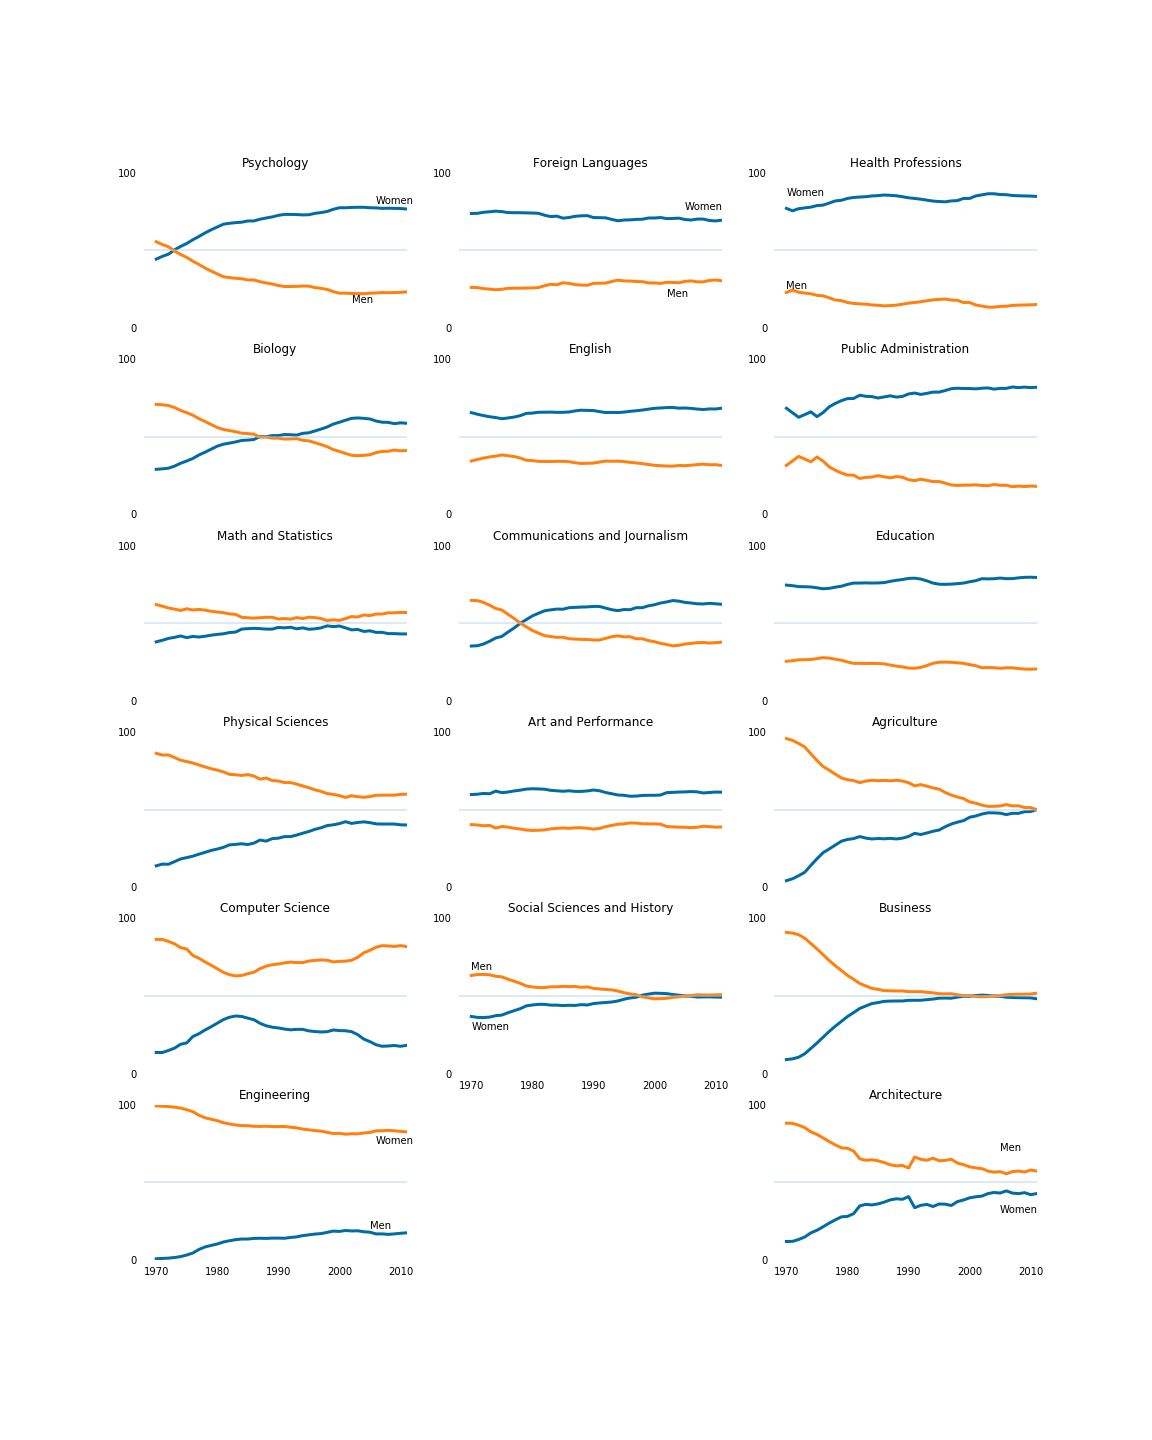 Psychology
Foreign Languages
Health Professions
100
100
100
Women
Women
Women
Men
Men
Men
0
0
0
Biology
English
Public Administration
100
100
100
0
0
0
Math and Statistics
Communications and Journalism
Education
100
100
100
0
0
0
Physical Sciences
Art and Performance
Agriculture
100
100
100
0
0
0
Computer Science
Social Sciences and History
Business
100
100
100
Men
Women
0
0
0
1970 1980 1990 2000 2010
Engineering
Architecture
100
100
Women
Men
Men
Women
0
0
1970 1980 1990 2000 2010
1970 1980 1990 2000 2010